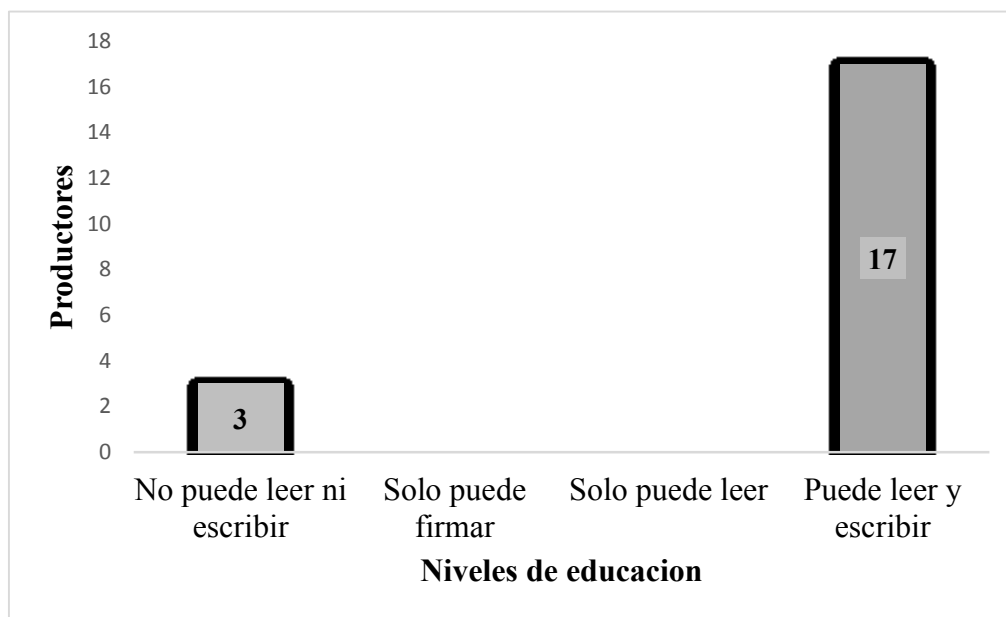 18
16
14
12
10
8
6
4
2
0
Productores
3
17
No puede leer ni
escribir
Solo puede
firmar
Solo puede leer
Puede leer y
escribir
Niveles de educacion